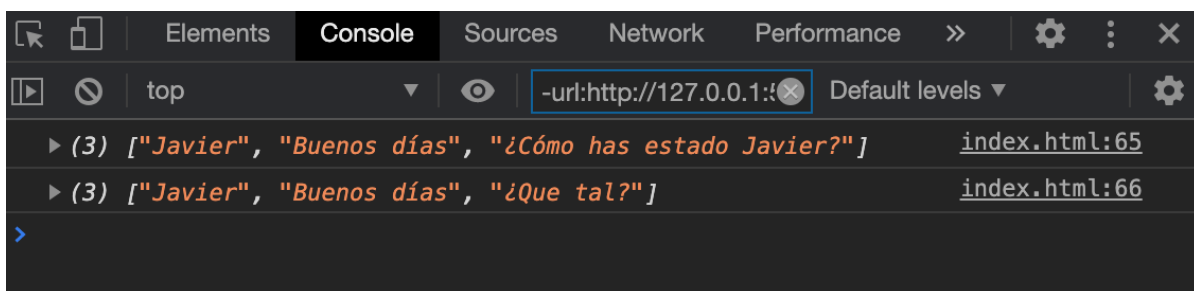 Elements Console Sources Network Performance »
top ▼ -url:http://127.0.0.1: Default levels ▼
▶ (3) ["Javier", "Buenos días", "¿Cómo has estado Javier?"] index.html:65
▶ (3) ["Javier", "Buenos días", "¿Que tal?"] index.html:66
>